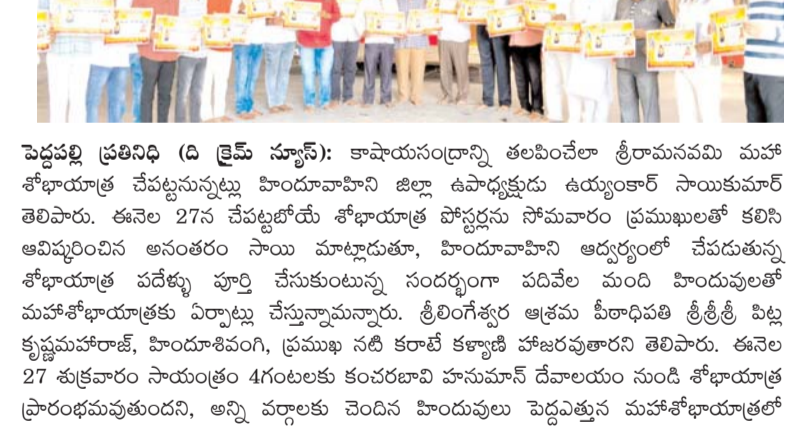 పెద్దపల్లి ప్రతినిధి (ది క్రైమ్ న్యూస్): కాషాయసంద్రాన్ని తలపించేలా శ్రీరామనవమి మహా
శోభాయాత్ర చేపట్టనున్నట్లు హిందూవాహిని జిల్లా ఉపాధ్యక్షుడు ఉయ్యంకార్ సాయికుమార్
తెలిపారు. ఈనెల 27న చేపట్టబోయే శోభాయాత్ర పోస్టర్లను సోమవారం ప్రముఖులతో కలిసి
ఆవిష్కరించిన అనంతరం సాయి మాట్లాడుతూ, హిందూవాహిని ఆద్వర్యంలో చేపడుతున్న
శోభాయాత్ర పదేళ్ళు పూర్తి చేసుకుంటున్న సందర్భంగా పదివేల మంది హిందువులతో
మహాశోభాయాత్రకు ఏర్పాట్లు చేస్తున్నామన్నారు. శ్రీలింగేశ్వర ఆశ్రమ పీఠాధిపతి శ్రీశ్రీశ్రీ పిట్ల
కృష్ణమహారాజ్, హిందూశివంగి, ప్రముఖ నటి కరాటే కళ్యాణి హాజరవుతారని తెలిపారు. ఈనెల
27 శుక్రవారం సాయంత్రం 4గంటలకు కంచరబావి హనుమాన్ దేవాలయం నుండి శోభాయాత్ర
ప్రారంభమవుతుందని, అన్ని వర్గాలకు చెందిన హిందువులు పెద్దఎత్తున మహాశోభాయాత్రలో